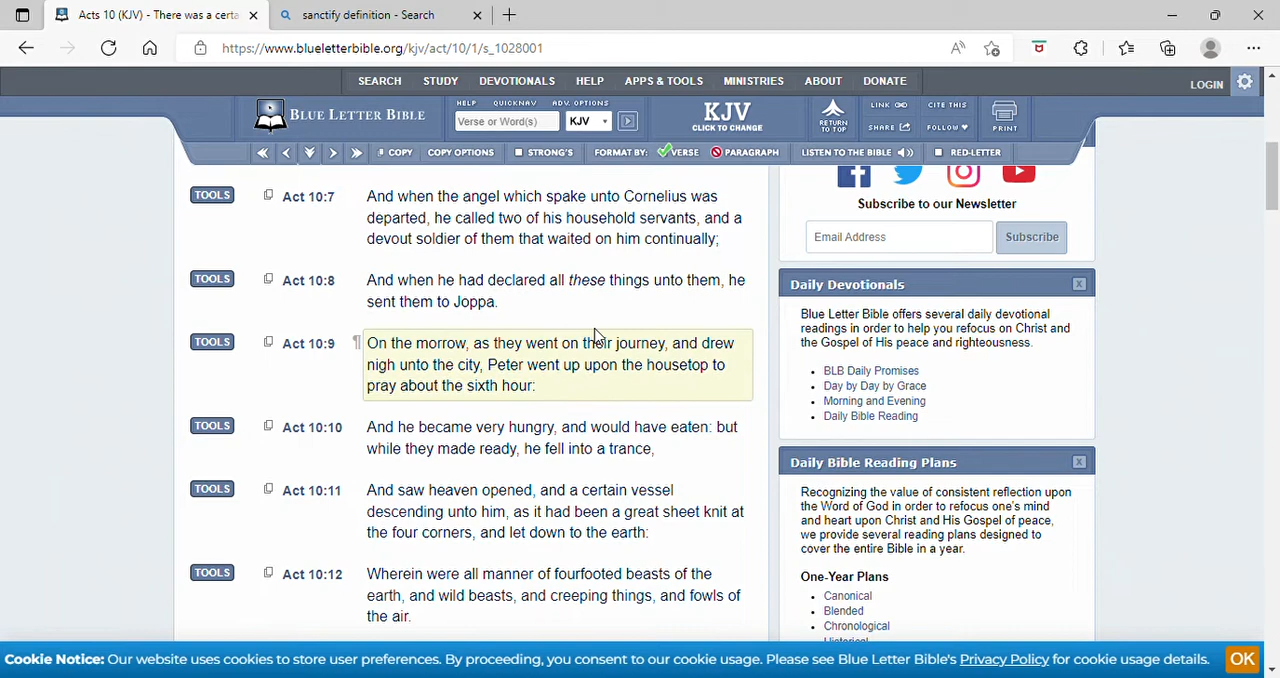 Acts 10 (KJV) - There was a certa
sanctify definition - Search
https://www.blueletterbible.org/kjv/act/10/1/s_1028001
SEARCH STUDY DEVOTIONALS HELP APPS & TOOLS MINISTRIES ABOUT DONATE
LOGIN
BLUE LETTER BIBLE
HELP QUICKNAV ADV. OPTIONS
Verse or Word(s) KJV
KJV
CLICK TO CHANGE
RETURN
TO TOP
LINK CITE THIS
SHARE FOLLOW
PRINT
COPY COPY OPTIONS STRONG'S FORMAT BY: VERSE PARAGRAPH LISTEN TO THE BIBLE RED-LETTER
TOOLS Act 10:7 And when the angel which spake unto Cornelius was
departed, he called two of his household servants, and a
devout soldier of them that waited on him continually;
TOOLS Act 10:8 And when he had declared all these things unto them, he
sent them to Joppa.
TOOLS Act 10:9 ¶ On the morrow, as they went on their journey, and drew
nigh unto the city, Peter went up upon the housetop to
pray about the sixth hour:
TOOLS Act 10:10 And he became very hungry, and would have eaten: but
while they made ready, he fell into a trance,
TOOLS Act 10:11 And saw heaven opened, and a certain vessel
descending unto him, as it had been a great sheet knit at
the four corners, and let down to the earth:
TOOLS Act 10:12 Wherein were all manner of fourfooted beasts of the
earth, and wild beasts, and creeping things, and fowls of
the air.
Subscribe to our Newsletter
Email Address Subscribe
Daily Devotionals
Blue Letter Bible offers several daily devotional
readings in order to help you refocus on Christ and
the Gospel of His peace and righteousness.
BLB Daily Promises
Day by Day by Grace
Morning and Evening
Daily Bible Reading
Daily Bible Reading Plans
Recognizing the value of consistent reflection upon
the Word of God in order to refocus one's mind
and heart upon Christ and His Gospel of peace,
we provide several reading plans designed to
cover the entire Bible in a year.
One-Year Plans
Canonical
Blended
Chronological
Cookie Notice: Our website uses cookies to store user preferences. By proceeding, you consent to our cookie usage. Please see Blue Letter Bible's Privacy Policy for cookie usage details. OK